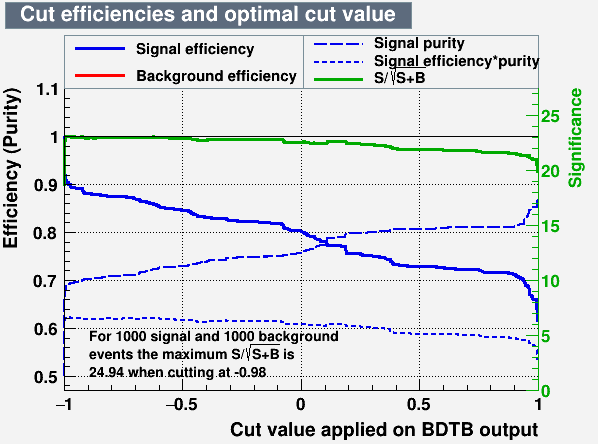 Cut efficiencies and optimal cut value
Signal efficiency
Background efficiency
Signal purity
Signal efficiency*purity
S/√S+B
Efficiency (Purity)
1.1
1
0.9
0.8
0.7
0.6
0.5
Significance
25
20
15
10
5
0
For 1000 signal and 1000 background
events the maximum S/√S+B is
24.94 when cutting at -0.98
−1
−0.5
0
0.5
1
Cut value applied on BDTB output